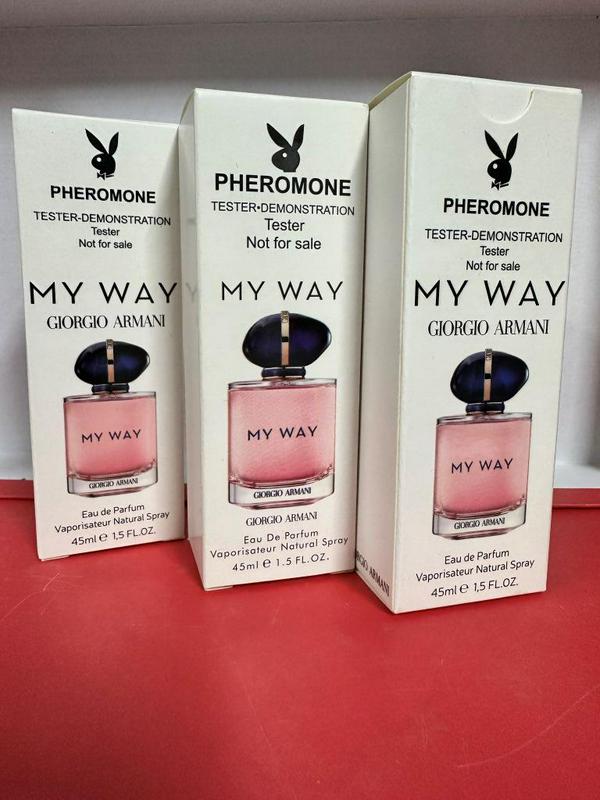 PHEROMONE
TESTER-DEMONSTRATION
Tester
Not for sale
MY WAY
GIORGIO ARMANI
MY WAY
GIORGIO ARMANI
Eau de Parfum
Vaporisateur Natural Spray
45ml ℮ 1,5 FL.OZ.
PHEROMONE
TESTER•DEMONSTRATION
Tester
Not for sale
MY WAY
MY WAY
GIORGIO ARMANI
GIORGIO ARMANI
Eau De Parfum
Vaporisateur Natural Spray
45ml ℮ 1.5 FL.OZ.
PHEROMONE
TESTER-DEMONSTRATION
Tester
Not for sale
MY WAY
GIORGIO ARMANI
MY WAY
GIORGIO ARMANI
Eau de Parfum
Vaporisateur Natural Spray
45ml ℮ 1,5 FL.OZ.
ARMANI